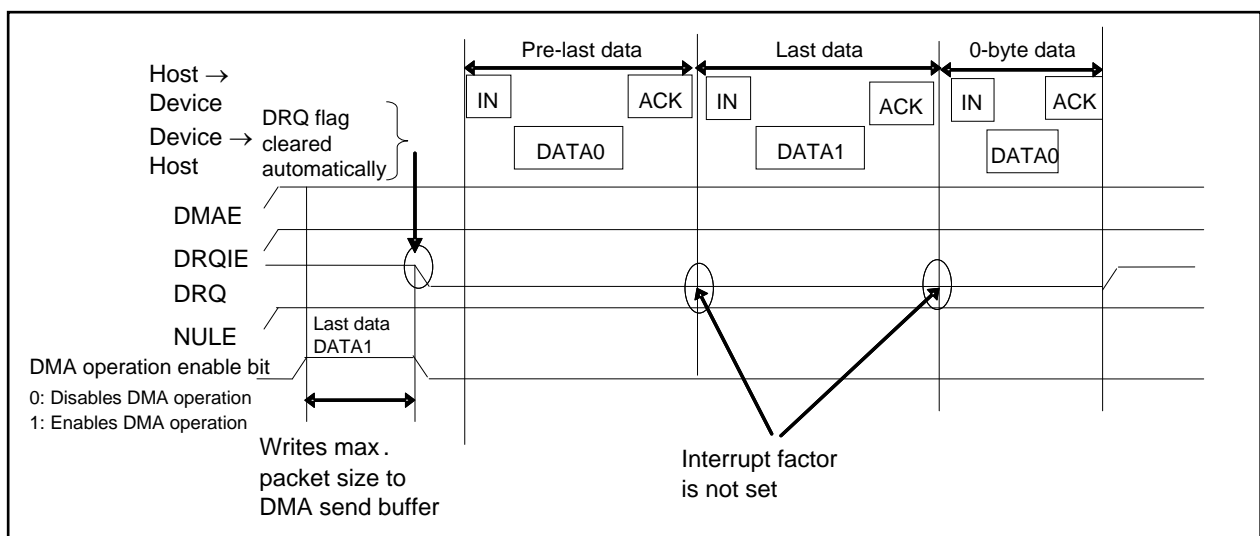 Pre-last data
Last data
0-byte data
Host →
Device
IN
ACK
IN
ACK
IN
ACK
Device →
Host
DRQ flag
cleared
automatically
DATA0
DATA1
DATA0
DMAE
DRQIE
DRQ
NULE
Last data
DATA1
DMA operation enable bit
0: Disables DMA operation
1: Enables DMA operation
Writes max.
packet size to
DMA send buffer
Interrupt factor
is not set